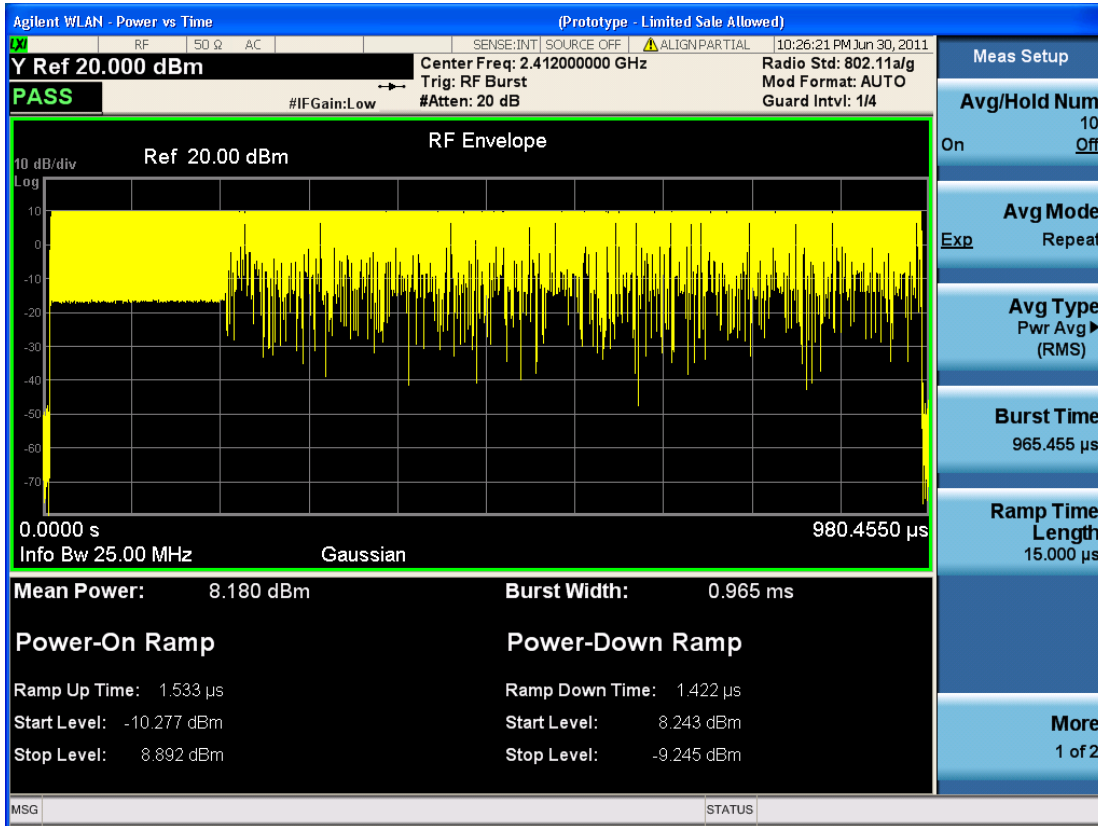 Agilent WLAN - Power vs Time (Prototype - Limited Sale Allowed)
LXI RF 50 Ω AC SENSE:INT SOURCE OFF ALIGN PARTIAL 10:26:21 PM Jun 30, 2011
Y Ref 20.000 dBm Center Freq: 2.412000000 GHz Radio Std: 802.11a/g
Trig: RF Burst Mod Format: AUTO
PASS #IFGain:Low #Atten: 20 dB Guard Intvl: 1/4
RF Envelope
10 dB/div Ref 20.00 dBm
Log
10
0
-10
-20
-30
-40
-50
-60
-70
0.0000 s 980.4550 µs
Info Bw 25.00 MHz Gaussian
Mean Power: 8.180 dBm Burst Width: 0.965 ms
Power-On Ramp Power-Down Ramp
Ramp Up Time: 1.533 µs Ramp Down Time: 1.422 µs
Start Level: -10.277 dBm Start Level: 8.243 dBm
Stop Level: 8.892 dBm Stop Level: -9.245 dBm
MSG STATUS
Meas Setup
Avg/Hold Num
10
On Off
Avg Mode
Exp Repeat
Avg Type
Pwr Avg
(RMS)
Burst Time
965.455 µs
Ramp Time
Length
15.000 µs
More
1 of 2